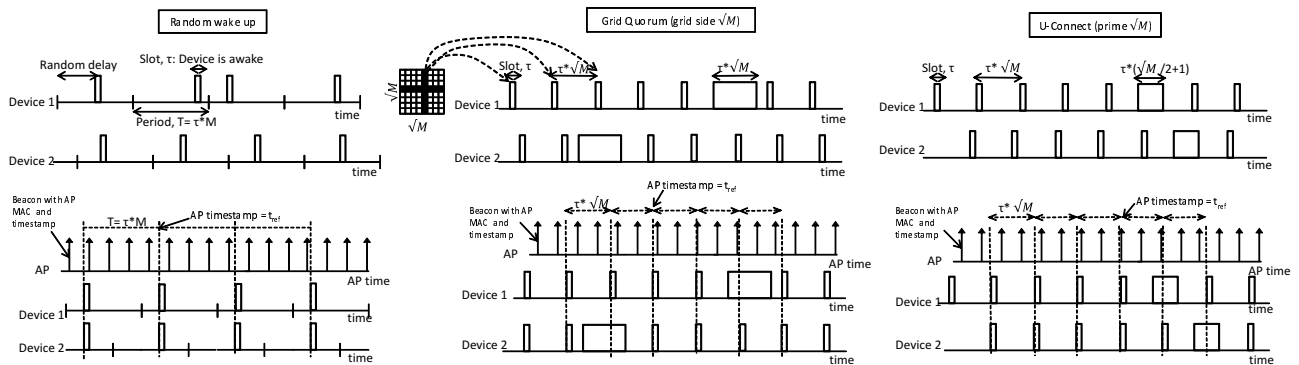 Random wake up
Random delay
Slot, τ: Device is awake
Device 1
time
Period, T= τ*M
Device 2
time
Beacon with AP
MAC and
timestamp
T= τ*M
AP timestamp = tref
AP
AP time
Device 1
time
Device 2
time
Grid Quorum (grid side √M)
√M
√M
Slot, τ
τ*√M
τ*√M
Device 1
time
Device 2
time
Beacon with AP
MAC and
timestamp
τ* √M
AP timestamp = tref
AP
AP time
Device 1
time
Device 2
time
U-Connect (prime √M)
Slot, τ
τ* √M
τ*(√M/2+1)
Device 1
time
Device 2
time
Beacon with AP
MAC and
timestamp
τ* √M
AP timestamp = tref
AP
AP time
Device 1
time
Device 2
time